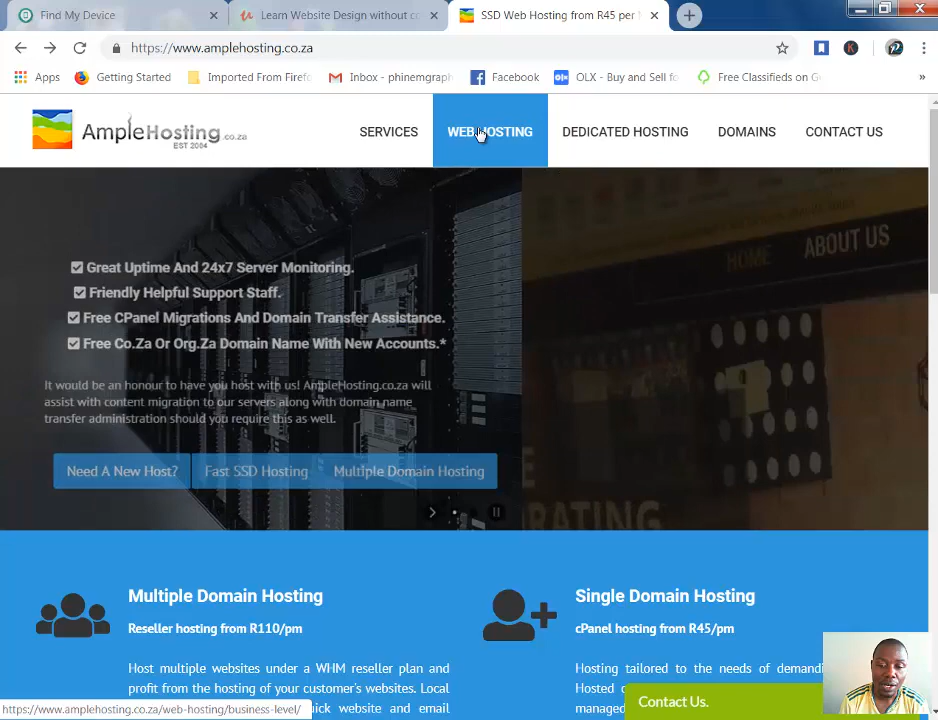 Find My Device
Learn Website Design without co
SSD Web Hosting from R45 per
https://www.amplehosting.co.za
Apps
Getting Started
Imported From Firefo
Inbox - phinemgraph
Facebook
OLX - Buy and Sell fo
Free Classifieds on Gu
»
AmpleHosting.co.za
EST 2004
SERVICES
WEB HOSTING
DEDICATED HOSTING
DOMAINS
CONTACT US
HOME
ABOUT US
Great Uptime And 24x7 Server Monitoring.
Friendly Helpful Support Staff.
Free CPanel Migrations And Domain Transfer Assistance.
Free Co.Za Or Org.Za Domain Name With New Accounts.*
It would be an honour to have you host with us! AmpleHosting.co.za will
assist with content migration to our servers along with domain name
transfer administration should you require this as well.
Need A New Host?
Fast SSD Hosting
Multiple Domain Hosting
RATING
Multiple Domain Hosting
Reseller hosting from R110/pm
Host multiple websites under a WHM reseller plan and
profit from the hosting of your customer's websites. Local
uick website and email
Single Domain Hosting
cPanel hosting from R45/pm
Hosting tailored to the needs of demandi
Hosted
managed
Contact Us.
https://www.amplehosting.co.za/web-hosting/business-level/